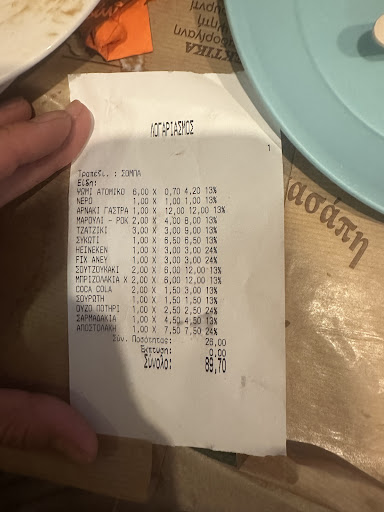 ΛΟΓΑΡΙΑΣΜΟΣ
1
Τραπέζι. : ΣΟΜΠΑ
Είδη:
ΨΩΜΙ ΑΤΟΜΙΚΟ 6,00 X 0,70 4,20 13%
ΝΕΡΟ 1,00 X 1,00 1,00 13%
ΑΡΝΑΚΙ ΓΑΣΤΡΑ 1,00 X 12,00 12,00 13%
ΜΑΡΟΥΛΙ - ΡΟΚ 2,00 X 4,00 8,00 13%
ΤΖΑΤΖΙΚΙ 3,00 X 3,00 9,00 13%
ΣΥΚΩΤΙ 1,00 X 6,50 6,50 13%
HEINEKEN 1,00 X 3,00 3,00 24%
FIX ΑΝΕΥ 1,00 X 3,00 3,00 24%
ΣΟΥΤΖΟΥΚΑΚΙ 2,00 X 6,00 12,00 13%
ΜΠΡΙΖΟΛΑΚΙΑ Χ 2,00 X 6,00 12,00 13%
COCA COLA 2,00 X 1,50 3,00 13%
ΣΟΥΡΩΤΗ 1,00 X 1,50 1,50 13%
ΟΥΖΟ ΠΟΤΗΡΙ 1,00 X 2,50 2,50 24%
ΣΑΡΜΑΔΑΚΙΑ 1,00 X 4,50 4,50 13%
ΑΠΟΣΤΟΛΑΚΗ 1,00 X 7,50 7,50 24%
Συν. Ποσότητος: 26,00
Έκπτωση: 0,00
Σύνολο: 89,70
ΕΚΤΙΚΑ
ασάπη